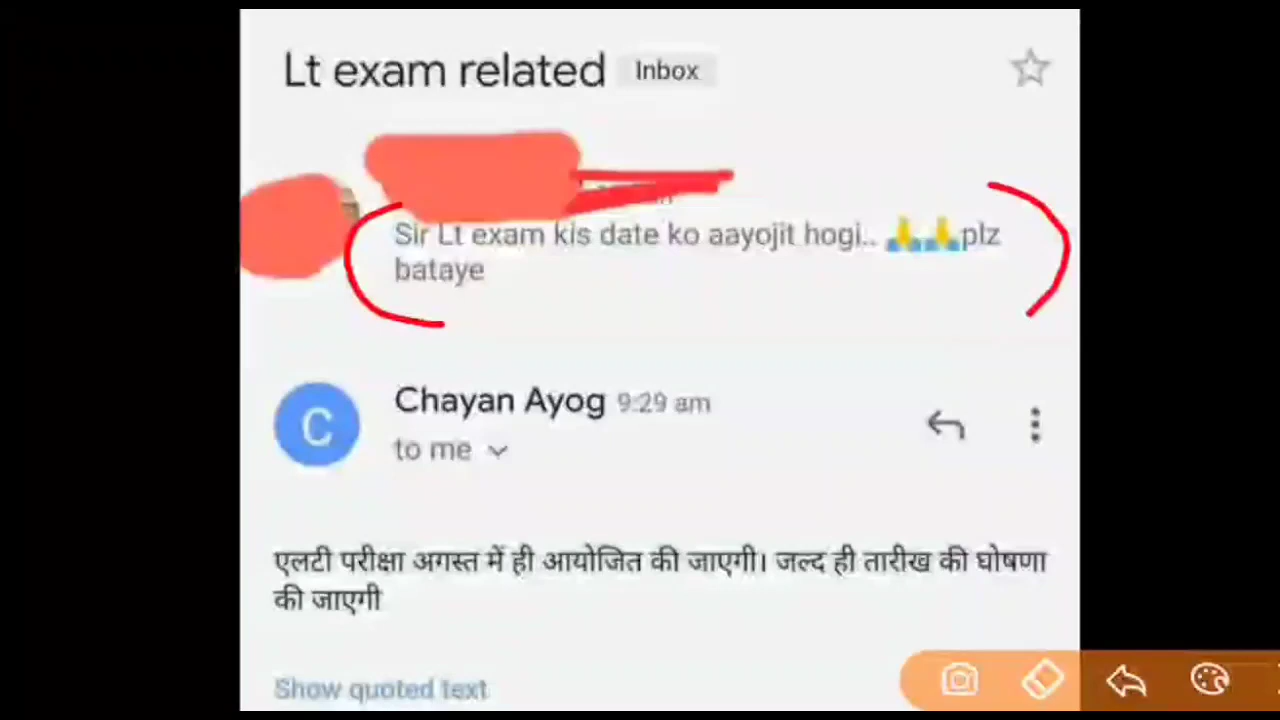 Lt exam related Inbox
Sir Lt exam kis date ko aayojit hogi.. 🙏🙏plz
bataye
Chayan Ayog 9:29 am
C
to me
एलटी परीक्षा अगस्त में ही आयोजित की जाएगी। जल्द ही तारीख की घोषणा
की जाएगी
Show quoted text